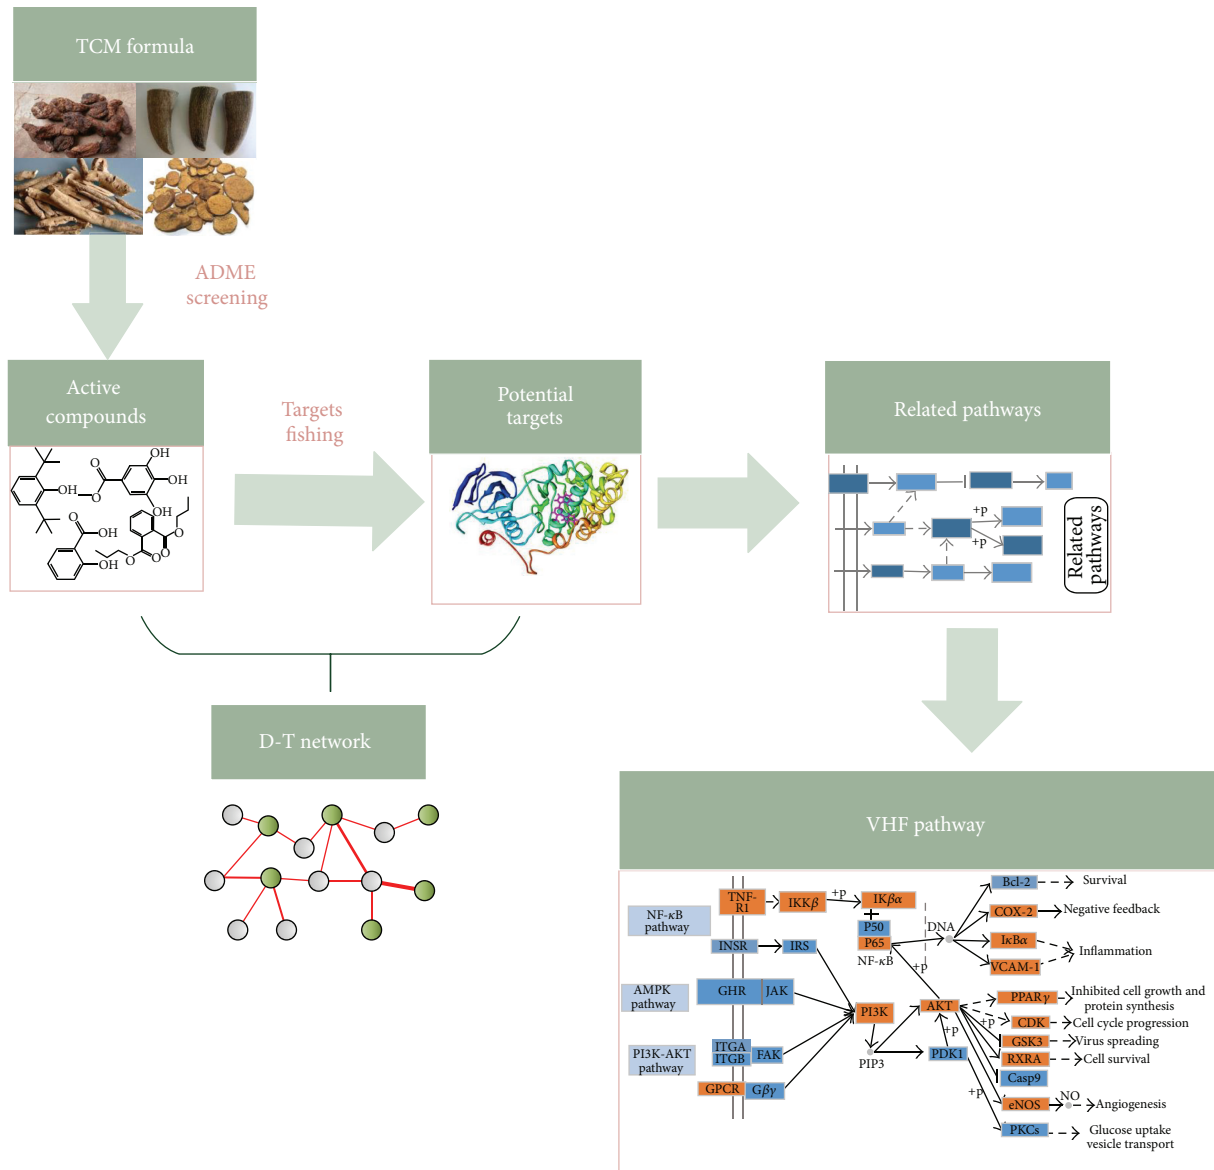 TCM formula
ADME
screening
Active
compounds
Targets
fishing
Potential
targets
Related pathways
OH
O
OH
OH
O
OH
OH
O
O
O
OH
O
O
+p
+p
Related
pathways
D-T network
VHF pathway
NF-κB
pathway
AMPK
pathway
PI3K-AKT
pathway
TNF-
R1
IKKβ
+p
IKβα
P50
P65
NF-κB
DNA
INSR
IRS
GHR
JAK
ITGA
ITGB
FAK
GPCR
Gβγ
PI3K
PIP3
AKT
+p
PDK1
+p
+p
+p
Bcl-2
Survival
COX-2
Negative feedback
IκBα
VCAM-1
Inflammation
PPARγ
Inhibited cell growth and
protein synthesis
CDK
Cell cycle progression
GSK3
Virus spreading
RXRA
Cell survival
Casp9
eNOS
NO
Angiogenesis
PKCs
Glucose uptake
vesicle transport